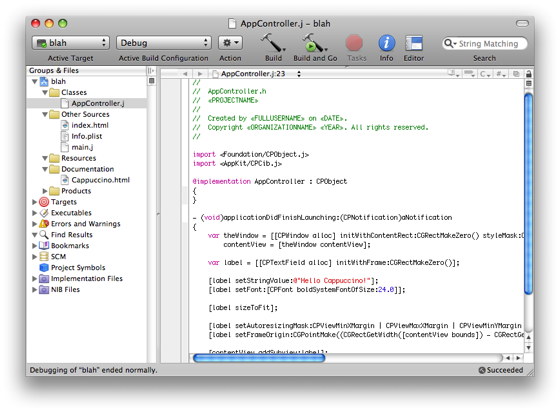 AppController.j - blah
blah
Debug
String Matching
Active Target
Active Build Configuration
Action
Build
Build and Go
Tasks
Info
Editor
Search
Groups & Files
AppController.j:23
C
#
blah
Classes
AppController.j
Other Sources
index.html
Info.plist
main.j
Resources
Documentation
Cappuccino.html
Products
Targets
Executables
Errors and Warnings
Find Results
Bookmarks
SCM
Project Symbols
Implementation Files
NIB Files
//
// AppController.h
// «PROJECTNAME»
//
// Created by «FULLUSERNAME» on «DATE».
// Copyright «ORGANIZATIONNAME» «YEAR». All rights reserved.
//
import <Foundation/CPObject.j>
import <AppKit/CPCib.j>
@implementation AppController : CPObject
{
}
- (void)applicationDidFinishLaunching:(CPNotification)aNotification
{
var theWindow = [[CPWindow alloc] initWithContentRect:CGRectMakeZero() styleMask:C
contentView = [theWindow contentView];
var label = [[CPTextField alloc] initWithFrame:CGRectMakeZero()];
[label setStringValue:@"Hello Cappuccino!"];
[label setFont:[CPFont boldSystemFontOfSize:24.0]];
[label sizeToFit];
[label setAutoresizingMask:CPViewMinXMargin | CPViewMaxXMargin | CPViewMinYMargin
[label setFrameOrigin:CGPointMake((CGRectGetWidth([contentView bounds]) - CGRectGe
[contentView addSubview:label];
Debugging of "blah" ended normally.
Succeeded